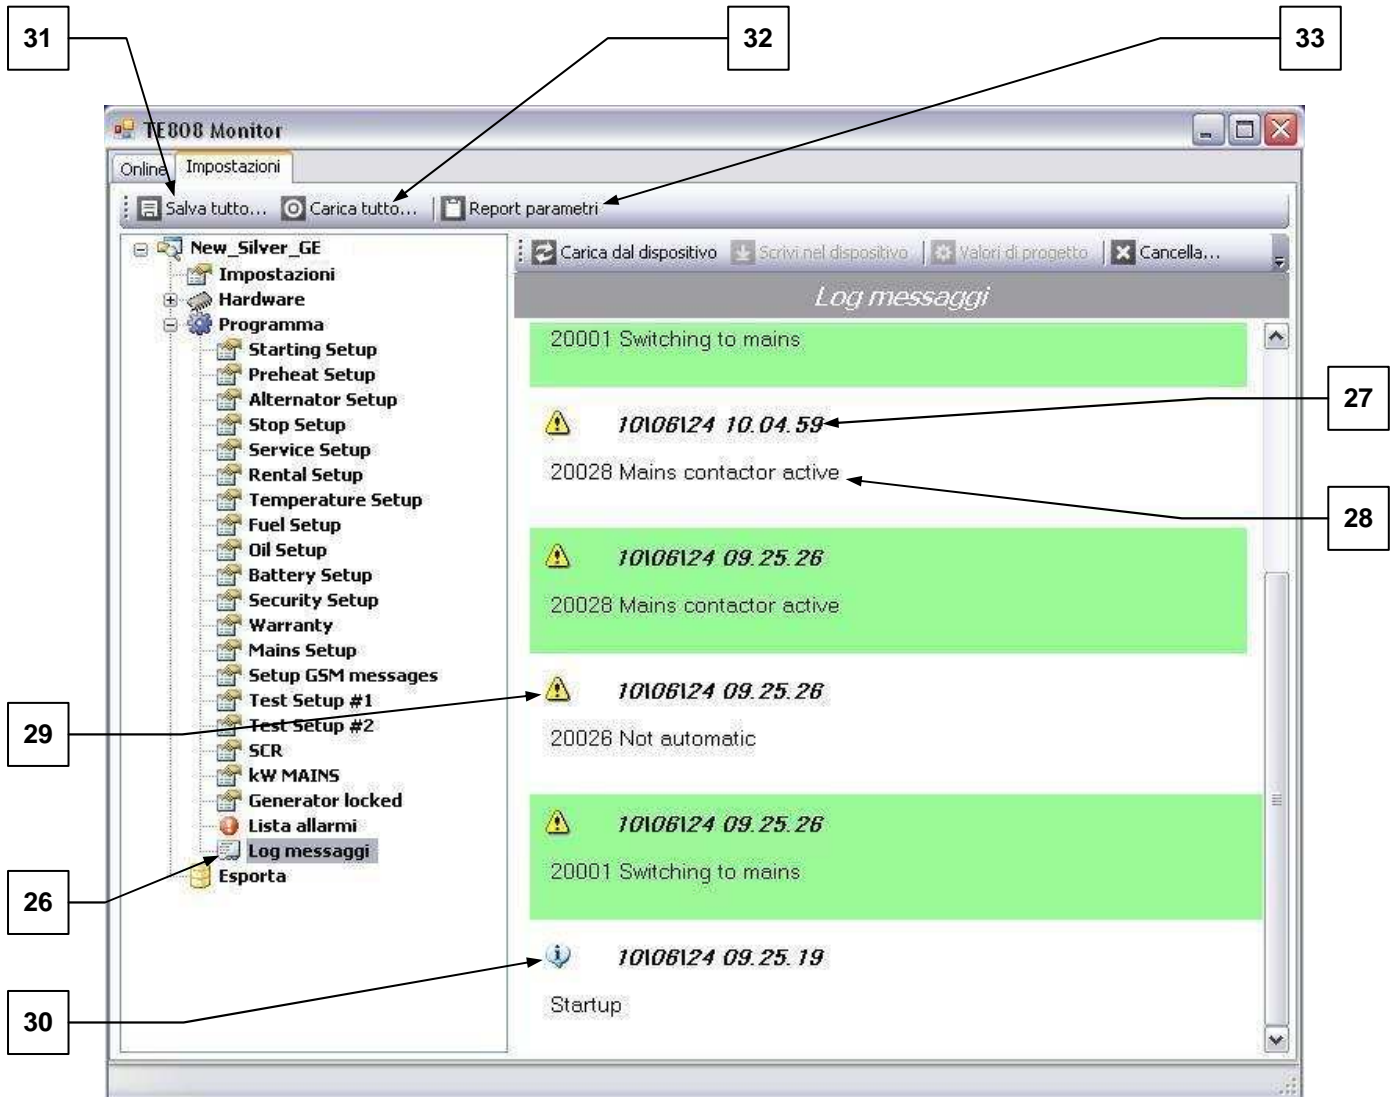 31
32
33
TE808 Monitor
Online Impostazioni
Salva tutto... Carica tutto... Report parametri
New_Silver_GE
Impostazioni
Hardware
Programma
Starting Setup
Preheat Setup
Alternator Setup
Stop Setup
Service Setup
Rental Setup
Temperature Setup
Fuel Setup
Oil Setup
Battery Setup
Security Setup
Warranty
Mains Setup
Setup GSM messages
Test Setup #1
Test Setup #2
SCR
kW MAINS
Generator locked
Lista allarmi
Log messaggi
Esporta
Carica dal dispositivo Scrivi nel dispositivo Valori di progetto Cancella...
Log messaggi
20001 Switching to mains
10\06\24 10.04.59
20028 Mains contactor active
10\06\24 09.25.26
20028 Mains contactor active
10\06\24 09.25.26
20026 Not automatic
10\06\24 09.25.26
20001 Switching to mains
10\06\24 09.25.19
Startup
27
28
29
26
30